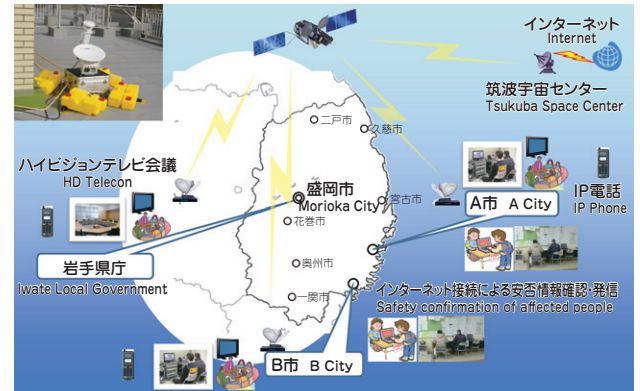 インターネット
Internet
筑波宇宙センター
Tsukuba Space Center
二戸市
久慈市
ハイビジョンテレビ会議
HD Telecon
盛岡市
Morioka City
宮古市
A市 A City
IP電話
IP Phone
花巻市
岩手県庁
Iwate Local Government
奥州市
一関市
インターネット接続による安否情報確認・発信
Safety confirmation of affected people
B市 B City